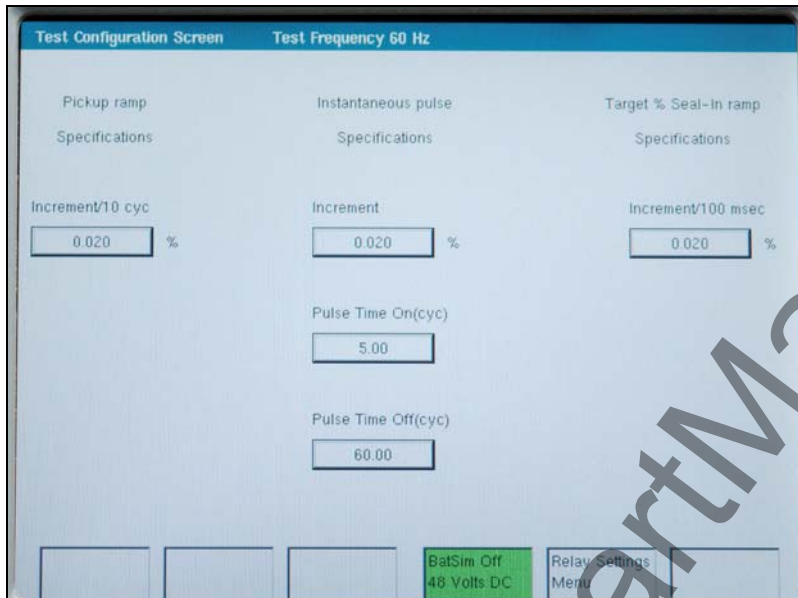 Test Configuration Screen Test Frequency 60 Hz
Pickup ramp
Specifications
Instantaneous pulse
Specifications
Target % Seal-In ramp
Specifications
Increment/10 cyc
0.020 %
Increment
0.020 %
Increment/100 msec
0.020 %
Pulse Time On(cyc)
5.00
Pulse Time Off(cyc)
60.00
BatSim Off
48 Volts DC
Relay Settings
Menu